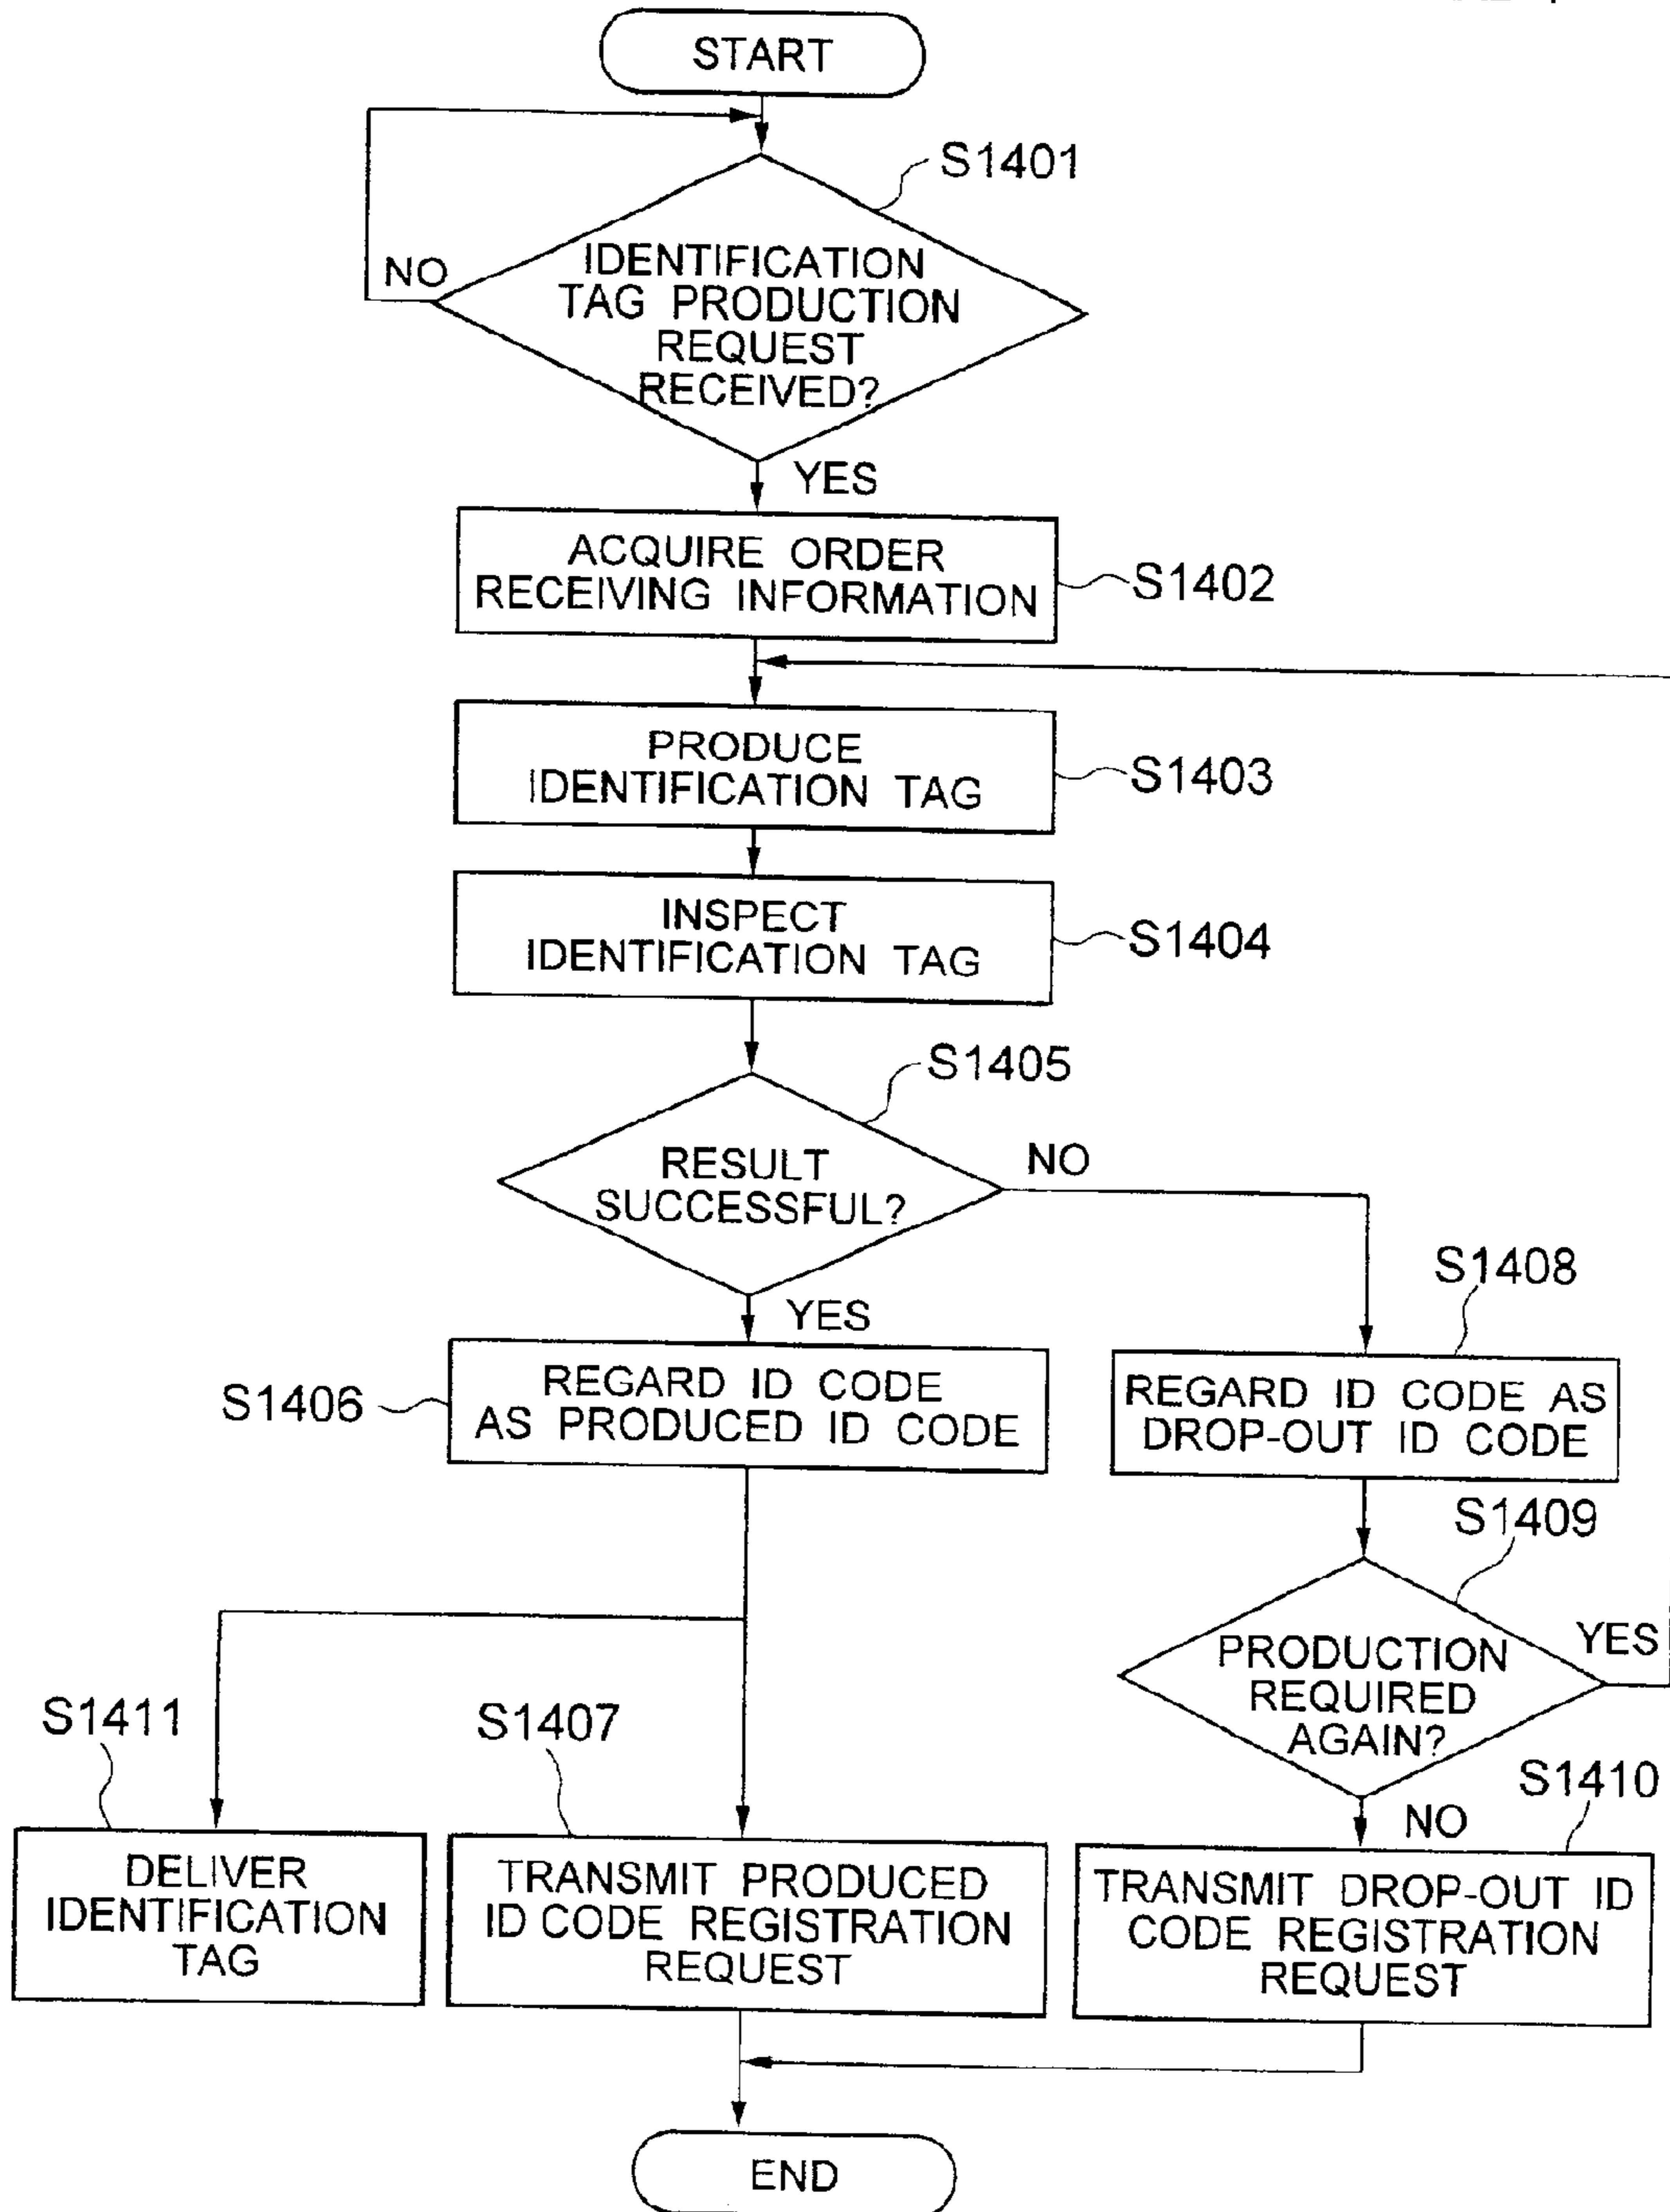 START
S1401
NO
IDENTIFICATION
TAG PRODUCTION
REQUEST
RECEIVED?
YES
ACQUIRE ORDER
RECEIVING INFORMATION
S1402
PRODUCE
IDENTIFICATION TAG
S1403
INSPECT
IDENTIFICATION TAG
S1404
S1405
RESULT
SUCCESSFUL?
NO
YES
S1408
S1406
REGARD ID CODE
AS PRODUCED ID CODE
REGARD ID CODE AS
DROP-OUT ID CODE
S1409
PRODUCTION
REQUIRED
AGAIN?
YES
S1411
S1407
S1410
NO
DELIVER
IDENTIFICATION
TAG
TRANSMIT PRODUCED
ID CODE REGISTRATION
REQUEST
TRANSMIT DROP-OUT ID
CODE REGISTRATION
REQUEST
END